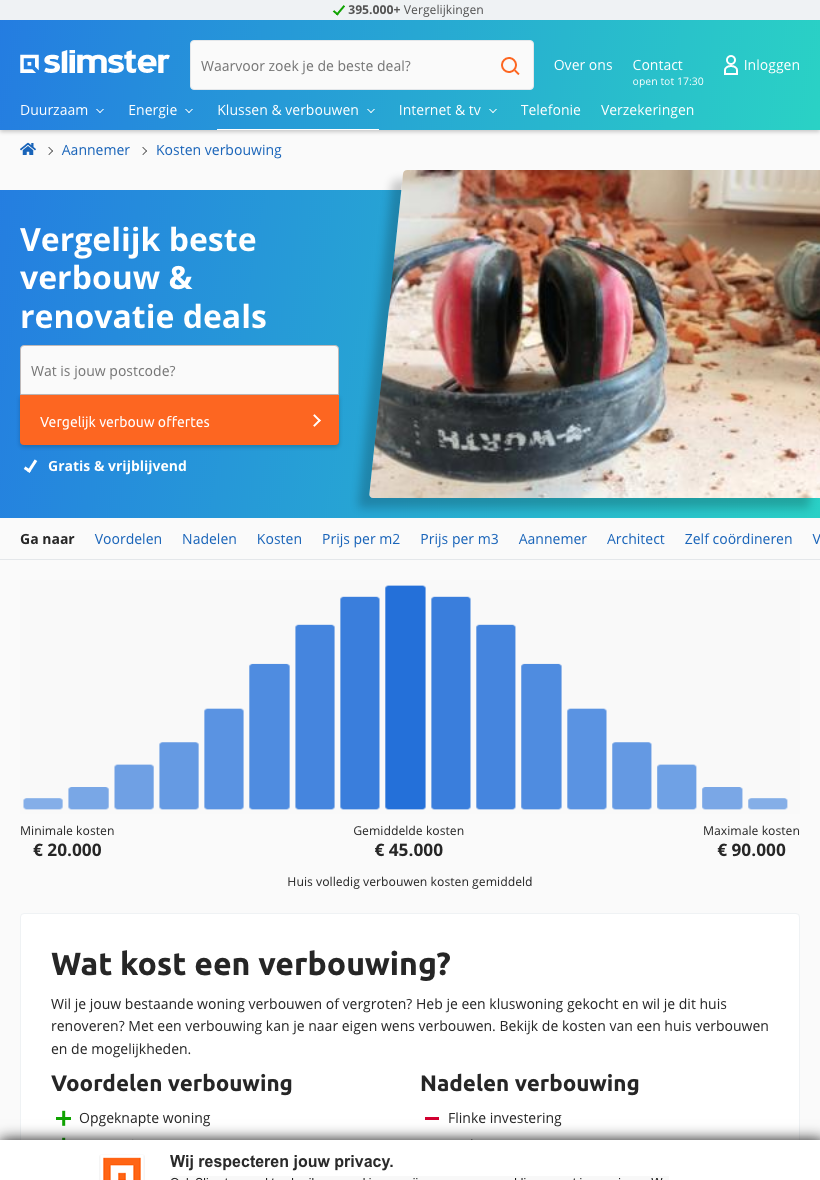 395.000+ Vergelijkingen
slimster
Waarvoor zoek je de beste deal?
Over ons
Contact
open tot 17:30
Inloggen
Duurzaam
Energie
Klussen & verbouwen
Internet & tv
Telefonie
Verzekeringen
Aannemer
Kosten verbouwing
Vergelijk beste
verbouw &
renovatie deals
Wat is jouw postcode?
Vergelijk verbouw offertes
Gratis & vrijblijvend
WURTH
Ga naar
Voordelen
Nadelen
Kosten
Prijs per m2
Prijs per m3
Aannemer
Architect
Zelf coördineren
V
Minimale kosten
€ 20.000
Gemiddelde kosten
€ 45.000
Maximale kosten
€ 90.000
Huis volledig verbouwen kosten gemiddeld
Wat kost een verbouwing?
Wil je jouw bestaande woning verbouwen of vergroten? Heb je een kluswoning gekocht en wil je dit huis
renoveren? Met een verbouwing kan je naar eigen wens verbouwen. Bekijk de kosten van een huis verbouwen
en de mogelijkheden.
Voordelen verbouwing
Opgeknapte woning
Nadelen verbouwing
Flinke investering
Wij respecteren jouw privacy.